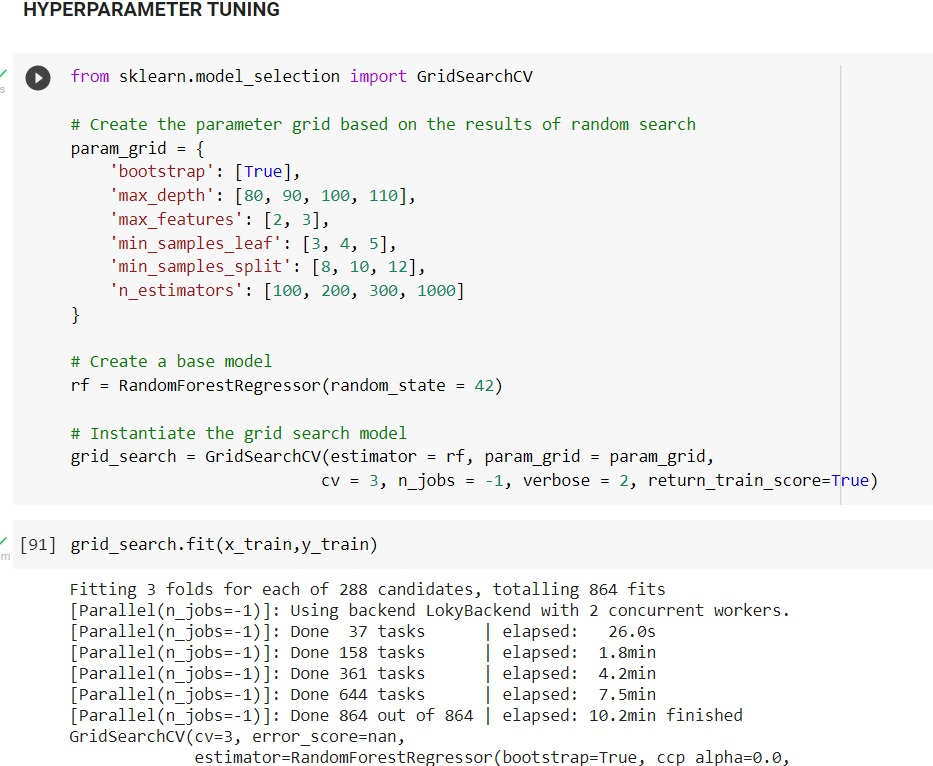 HYPERPARAMETER TUNING
from sklearn.model_selection import GridSearchCV
# Create the parameter grid based on the results of random search
param_grid = {
    'bootstrap': [True],
    'max_depth': [80, 90, 100, 110],
    'max_features': [2, 3],
    'min_samples_leaf': [3, 4, 5],
    'min_samples_split': [8, 10, 12],
    'n_estimators': [100, 200, 300, 1000]
}
# Create a base model
rf = RandomForestRegressor(random_state = 42)
# Instantiate the grid search model
grid_search = GridSearchCV(estimator = rf, param_grid = param_grid,
                          cv = 3, n_jobs = -1, verbose = 2, return_train_score=True)
s
[91] grid_search.fit(x_train,y_train)
m
Fitting 3 folds for each of 288 candidates, totalling 864 fits
[Parallel(n_jobs=-1)]: Using backend LokyBackend with 2 concurrent workers.
[Parallel(n_jobs=-1)]: Done  37 tasks      | elapsed:   26.0s
[Parallel(n_jobs=-1)]: Done 158 tasks      | elapsed:  1.8min
[Parallel(n_jobs=-1)]: Done 361 tasks      | elapsed:  4.2min
[Parallel(n_jobs=-1)]: Done 644 tasks      | elapsed:  7.5min
[Parallel(n_jobs=-1)]: Done 864 out of 864 | elapsed: 10.2min finished
GridSearchCV(cv=3, error_score=nan,
             estimator=RandomForestRegressor(bootstrap=True, ccp_alpha=0.0,